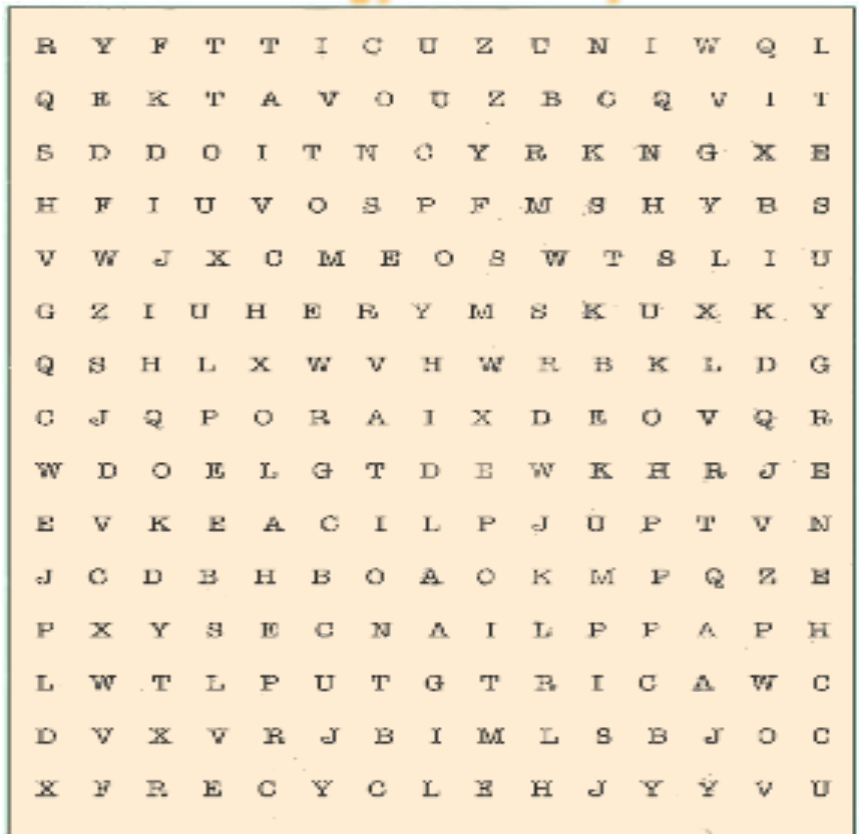 R Y F T T I C U Z U N I W Q L
Q E K T A V O U Z B C Q V I T
S D D O I T N C Y R K N G X E
H F I U V O S P F M S H Y B S
V W J X C M E O S W T S L I U
G Z I U H E R Y M S K U X K Y
Q S H L X W V H W R B K L D G
C J Q P O R A I X D E O V Q R
W D O E L G T D E W K H R J E
E V K E A C I L P J U P T V N
J C D B H B O A O K M P Q Z E
P X Y S E C N A I L P P A P H
L W T L P U T G T R I C A W C
D V X V R J B I M L S B J O C
X F R E C Y C L E H J Y Y V U